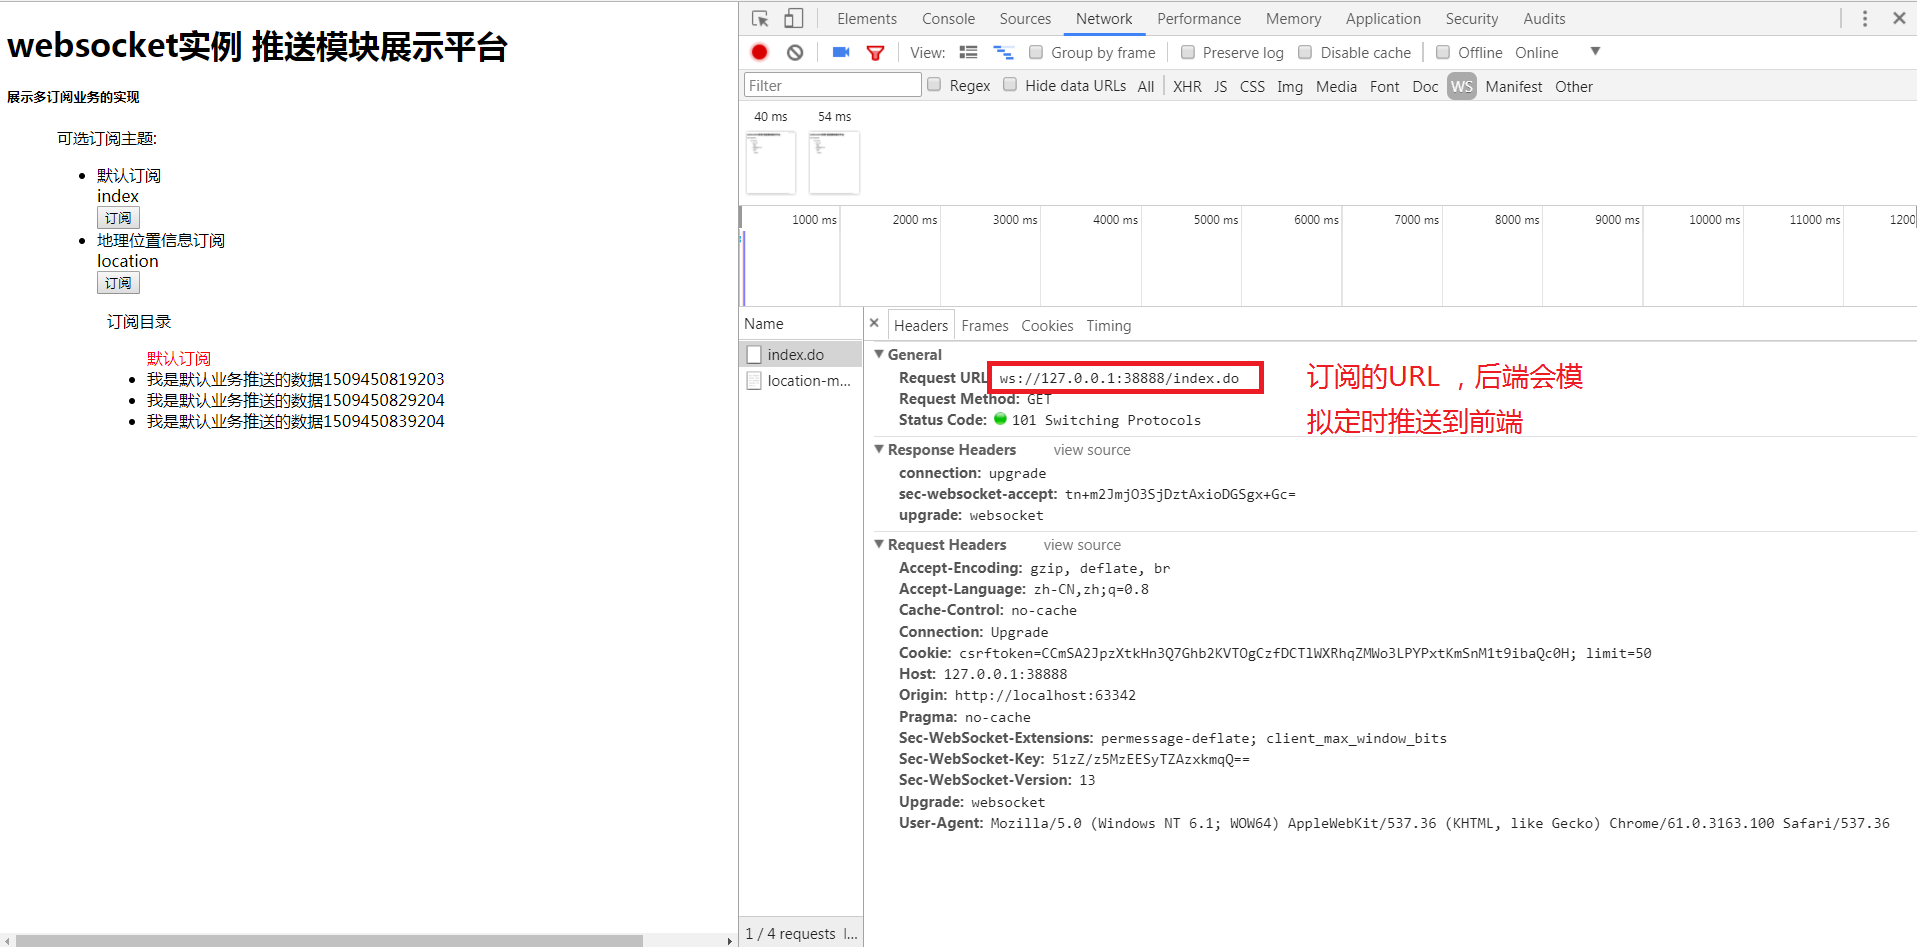 websocket实例 推送模块展示平台
展示多订阅业务的实现
可选订阅主题:
默认订阅
index
订阅
地理位置信息订阅
location
订阅
订阅目录
默认订阅
我是默认业务推送的数据1509450819203
我是默认业务推送的数据1509450829204
我是默认业务推送的数据1509450839204
Elements Console Sources Network Performance Memory Application Security Audits
View: Group by frame Preserve log Disable cache Offline Online
Filter Regex Hide data URLs All XHR JS CSS Img Media Font Doc WS Manifest Other
40 ms 54 ms
1000 ms 2000 ms 3000 ms 4000 ms 5000 ms 6000 ms 7000 ms 8000 ms 9000 ms 10000 ms 11000 ms 1200
Name
index.do
location-m...
1 / 4 requests I...
Headers Frames Cookies Timing
General
Request URL ws://127.0.0.1:38888/index.do
Request Method: GET
Status Code: 101 Switching Protocols
订阅的URL ，后端会模
拟定时推送到前端
Response Headers view source
connection: upgrade
sec-websocket-accept: tn+m2JmjO3SjDztAxioDGSgx+Gc=
upgrade: websocket
Request Headers view source
Accept-Encoding: gzip, deflate, br
Accept-Language: zh-CN,zh;q=0.8
Cache-Control: no-cache
Connection: Upgrade
Cookie: csrftoken=CCmSA2JpzXtkHn3Q7Ghb2KVTOgCzfDCTlWXRhqZMWo3LPYPxtKmSnM1t9ibaQc0H; limit=50
Host: 127.0.0.1:38888
Origin: http://localhost:63342
Pragma: no-cache
Sec-WebSocket-Extensions: permessage-deflate; client_max_window_bits
Sec-WebSocket-Key: 51zZ/z5MzEESyTZAzxkmqQ==
Sec-WebSocket-Version: 13
Upgrade: websocket
User-Agent: Mozilla/5.0 (Windows NT 6.1; WOW64) AppleWebKit/537.36 (KHTML, like Gecko) Chrome/61.0.3163.100 Safari/537.36